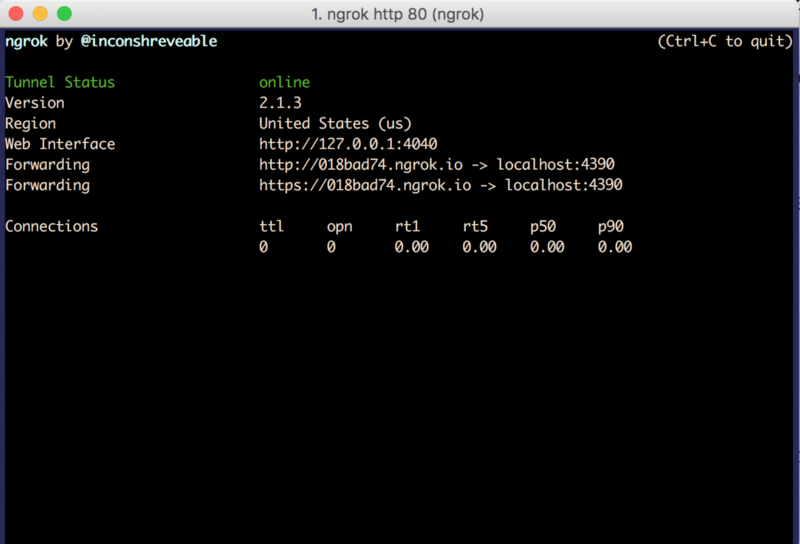 1. ngrok http 80 (ngrok)
ngrok by @inconshreveable (Ctrl+C to quit)
Tunnel Status online
Version 2.1.3
Region United States (us)
Web Interface http://127.0.0.1:4040
Forwarding http://018bad74.ngrok.io -> localhost:4390
Forwarding https://018bad74.ngrok.io -> localhost:4390
Connections ttl opn rt1 rt5 p50 p90
0 0 0.00 0.00 0.00 0.00